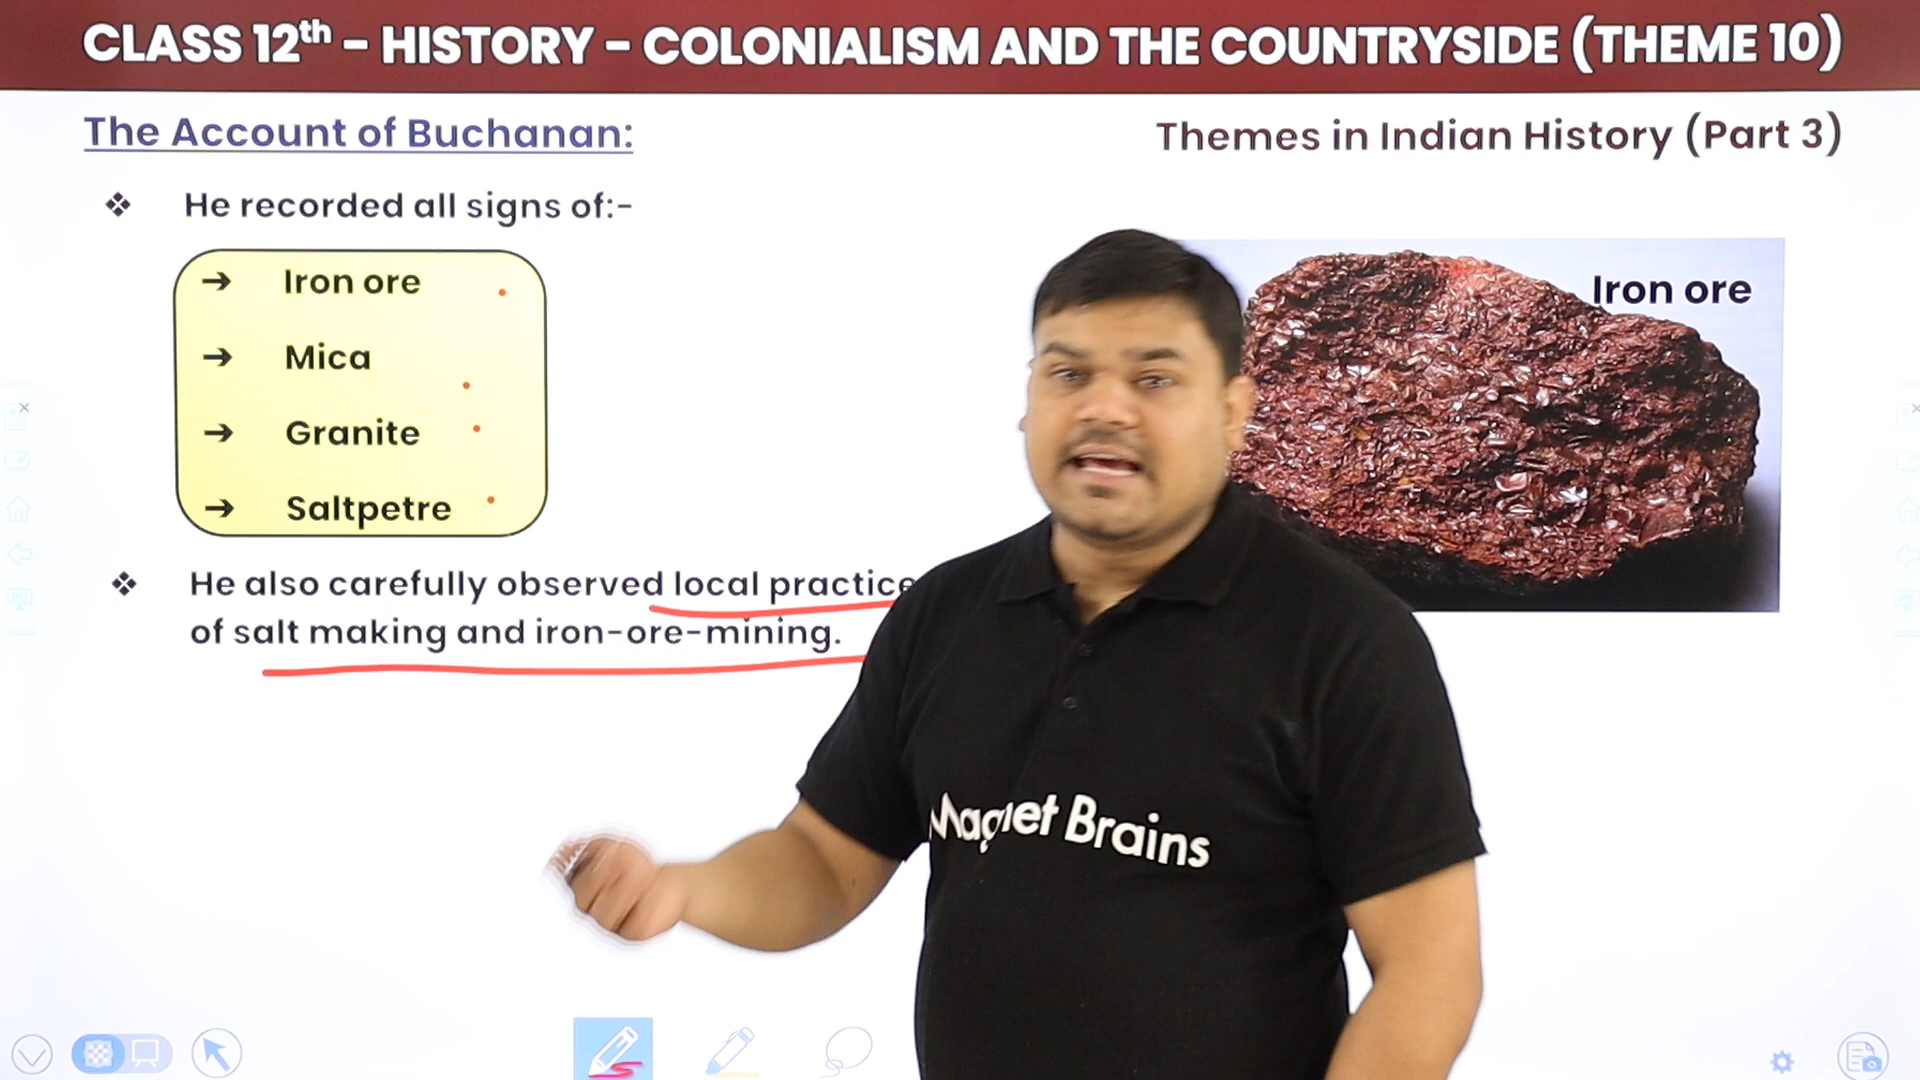 CLASS 12th – HISTORY – COLONIALISM AND THE COUNTRYSIDE (THEME 10)
The Account of Buchanan:
Themes in Indian History (Part 3)
❖ He recorded all signs of:-
→ Iron ore
→ Mica
→ Granite
→ Saltpetre
Iron ore
❖ He also carefully observed local practice
of salt making and iron-ore-mining.
Magnet Brains